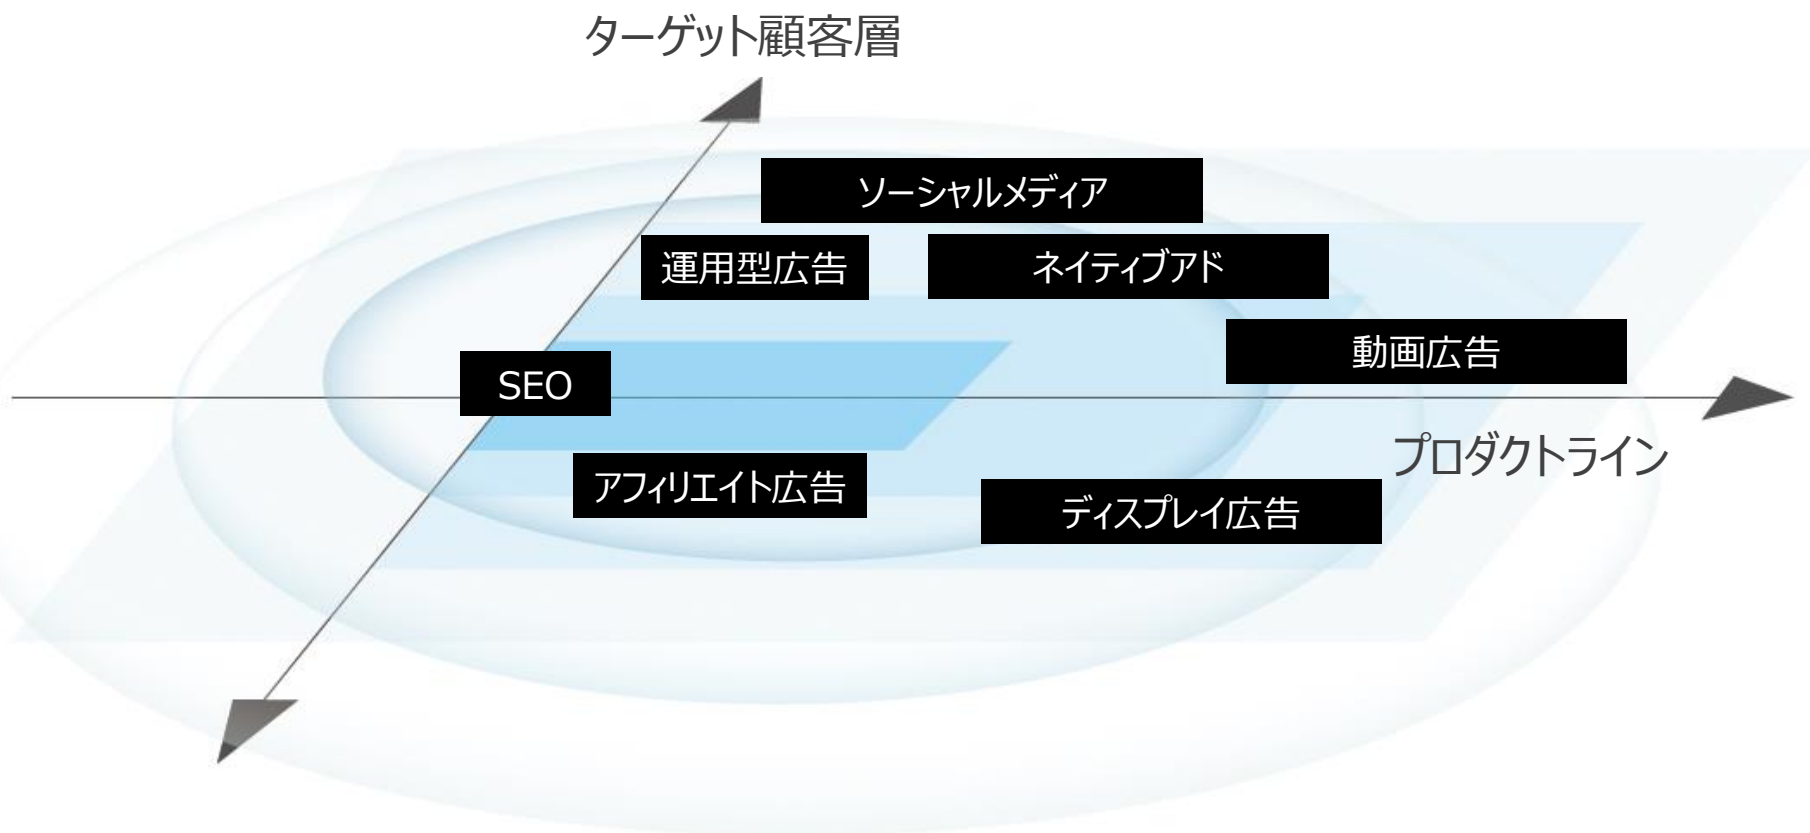 ターゲット顧客層
ソーシャルメディア
運用型広告
ネイティブアド
動画広告
SEO
プロダクトライン
アフィリエイト広告
ディスプレイ広告